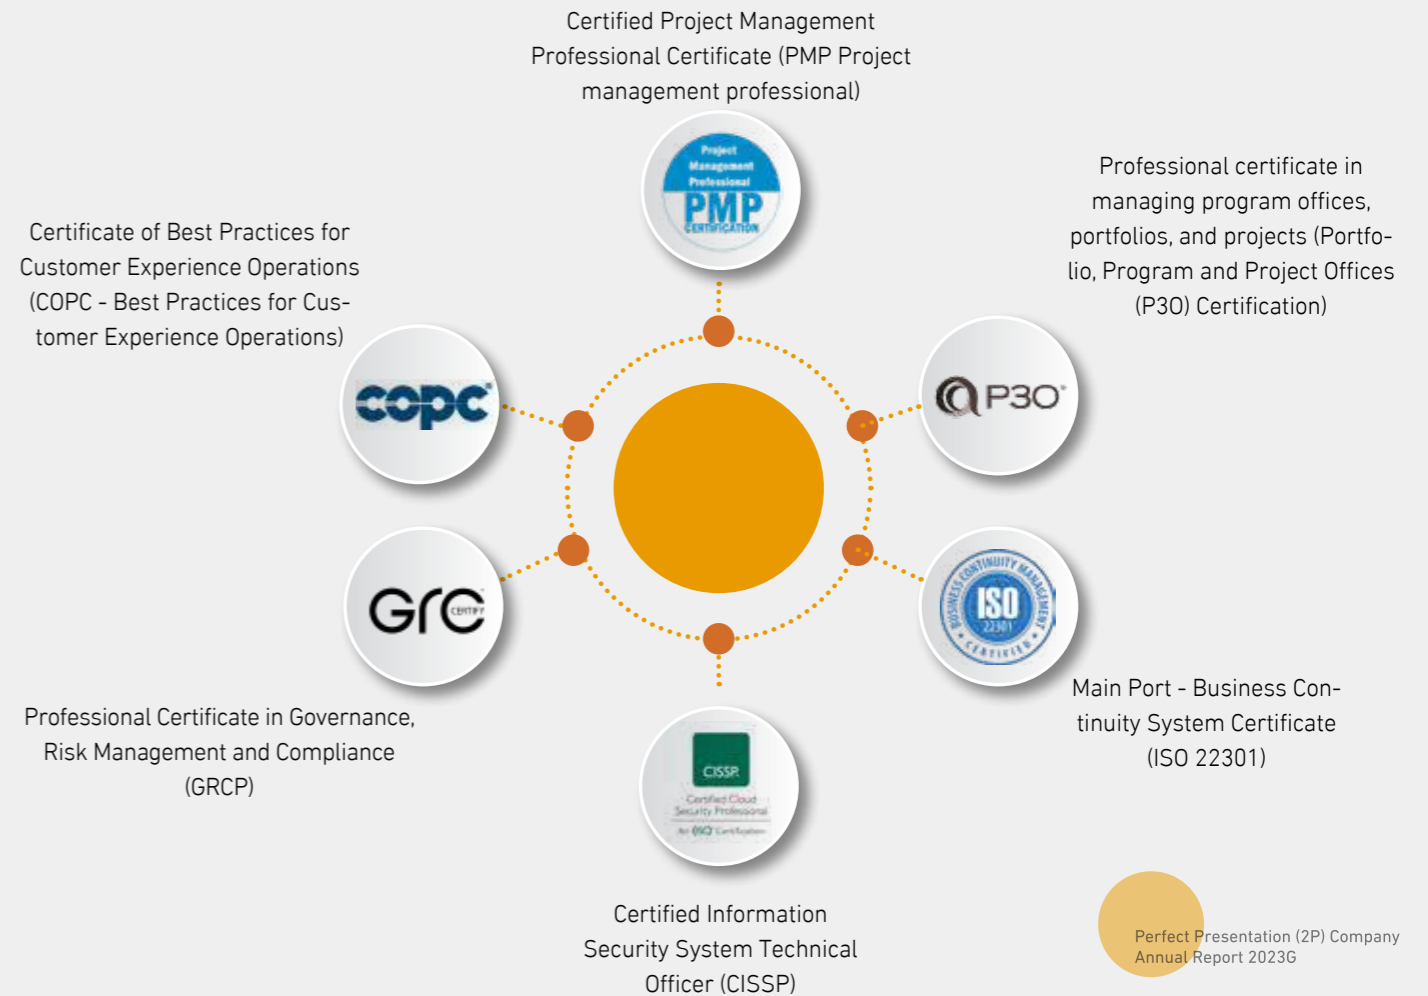 Certified Project Management
Professional Certificate (PMP Project
management professional)
Project
Management
Professional
PMP
CERTIFICATION
Professional certificate in
managing program offices,
portfolios, and projects (Portfo-
lio, Program and Project Offices
(P3O) Certification)
P3O®
Certificate of Best Practices for
Customer Experience Operations
(COPC - Best Practices for Cus-
tomer Experience Operations)
copc®
GRC
CERTIFY
BUSINESS CONTINUITY MANAGEMENT
ISO
22301
CERTIFIED
Main Port - Business Con-
tinuity System Certificate
(ISO 22301)
Professional Certificate in Governance,
Risk Management and Compliance
(GRCP)
CISSP
Certified Cloud
Security Professional
An (ISC)² Certification
Certified Information
Security System Technical
Officer (CISSP)
Perfect Presentation (2P) Company
Annual Report 2023G